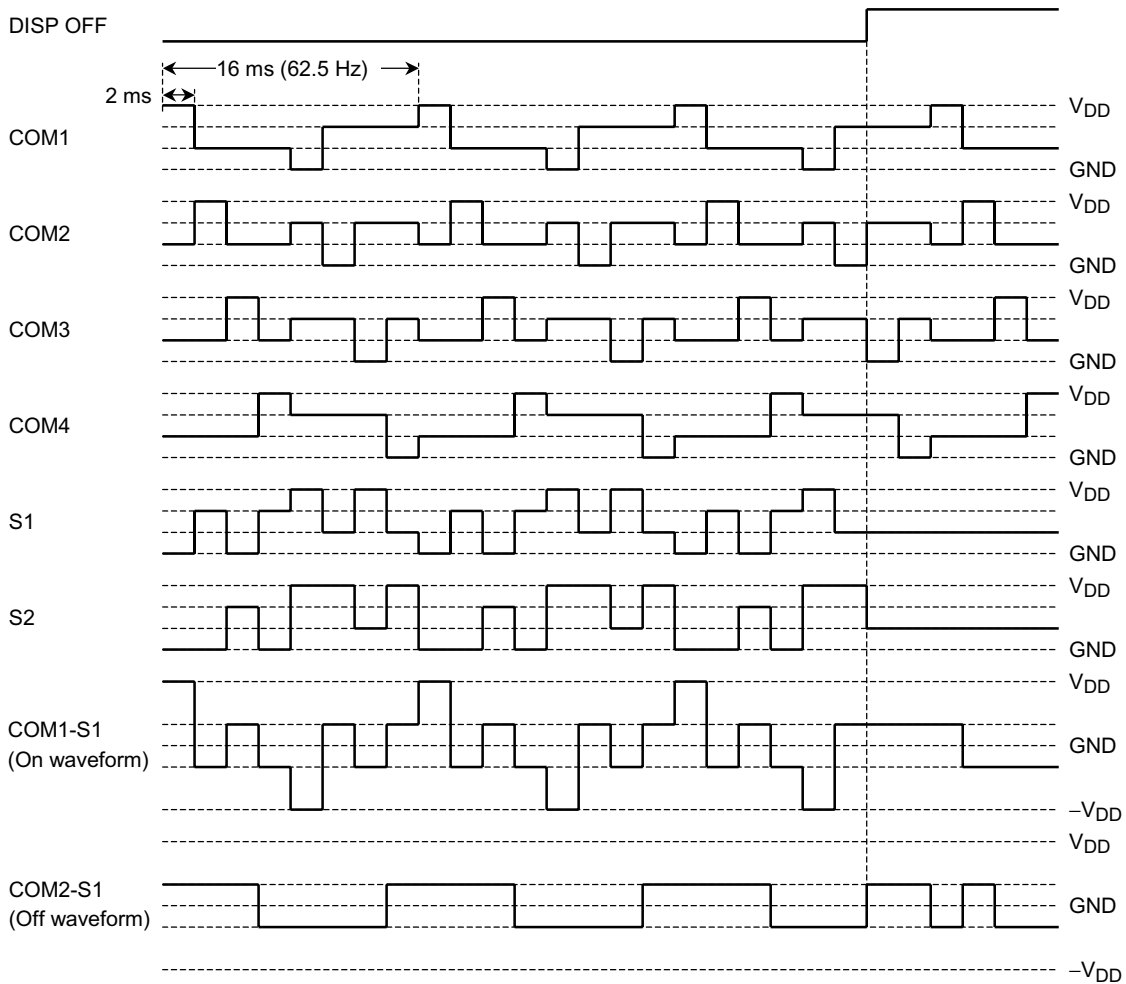 DISP OFF
16 ms (62.5 Hz)
2 ms
COM1
VDD
GND
COM2
VDD
GND
COM3
VDD
GND
COM4
VDD
GND
S1
VDD
GND
S2
VDD
GND
COM1-S1
(On waveform)
VDD
GND
–VDD
COM2-S1
(Off waveform)
VDD
GND
–VDD